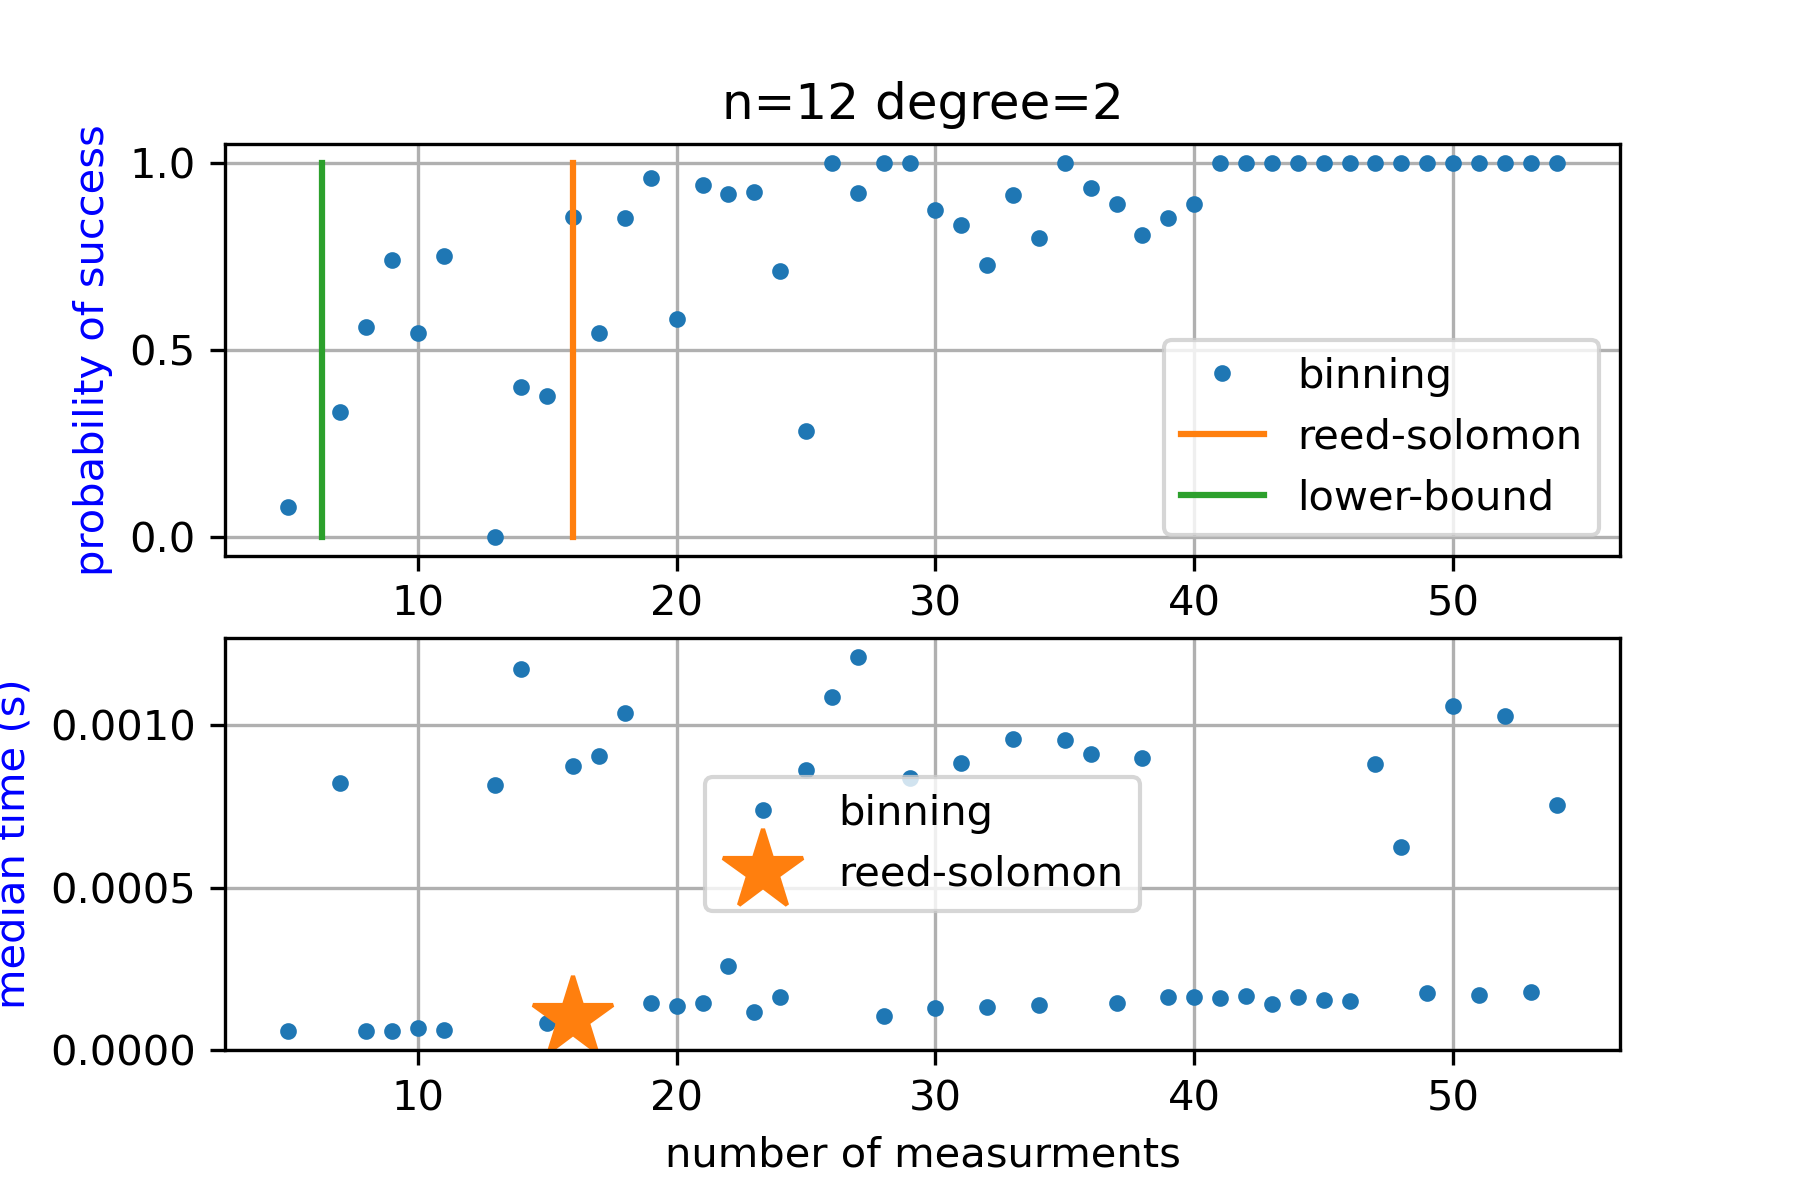 n=12 degree=2
probability of success
1.0
0.5
0.0
binning
reed-solomon
lower-bound
10 20 30 40 50
median time (s)
0.0010
0.0005
0.0000
binning
reed-solomon
10 20 30 40 50
number of measurments